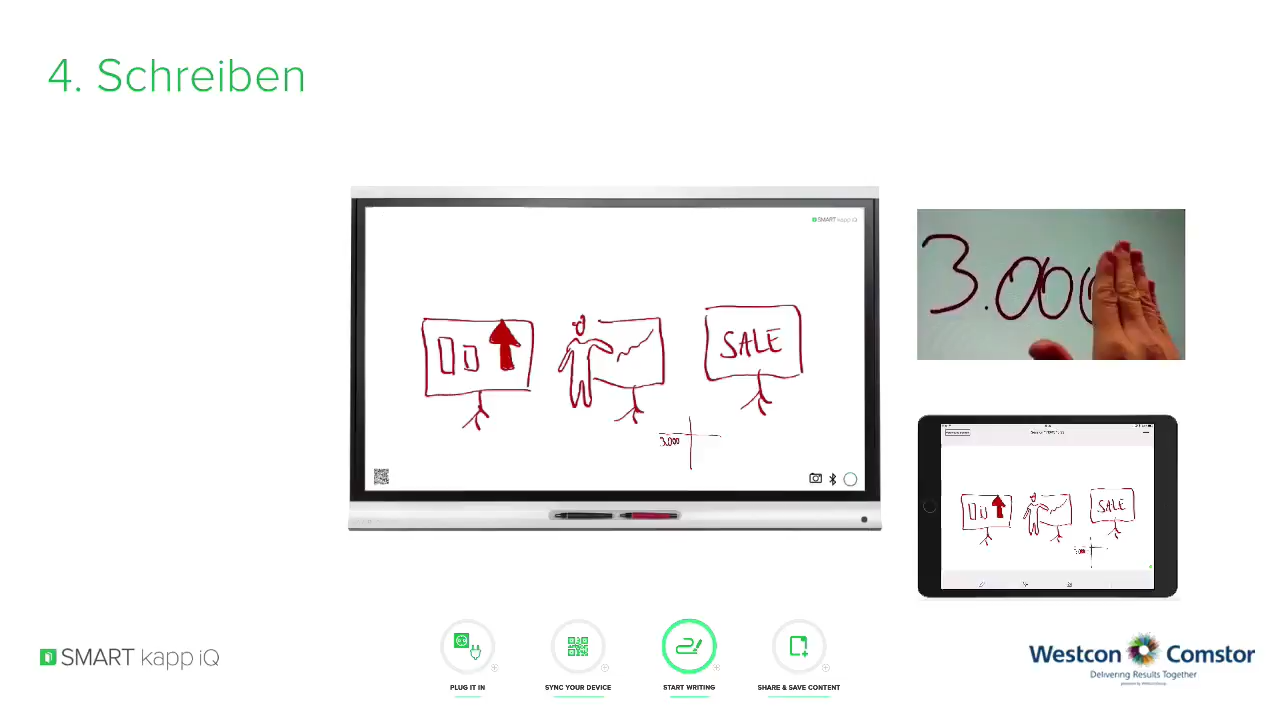 4. Schreiben
SMART kapp iQ
SALE
3.000
3.000
SALE
SMART kapp iQ
PLUG IT IN
SYNC YOUR DEVICE
START WRITING
SHARE & SAVE CONTENT
Westcon Comstor
Delivering Results Together